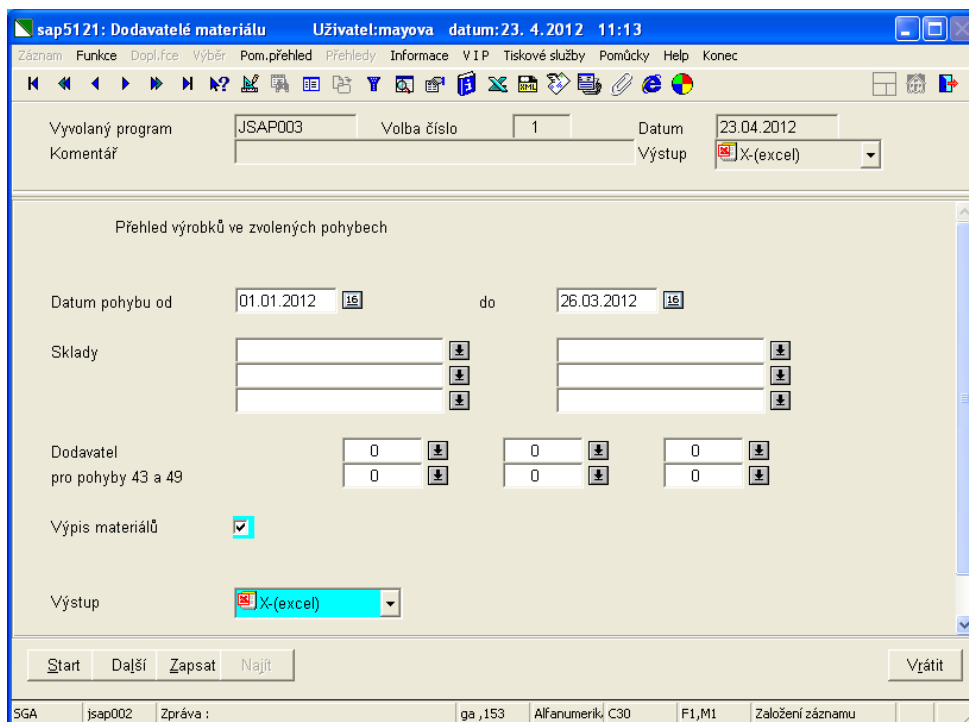 sap5121: Dodavatelé materiálu Uživatel:mayova datum:23. 4.2012 11:13
Záznam Funkce Dopl.fce Výběr Pom.přehled Přehledy Informace V I P Tiskové služby Pomůcky Help Konec
Vyvolaný program JSAP003 Volba číslo 1 Datum 23.04.2012
Komentář Výstup X-(excel)
Přehled výrobků ve zvolených pohybech
Datum pohybu od 01.01.2012 16 do 26.03.2012 16
Sklady
Dodavatel 0 0 0
pro pohyby 43 a 49 0 0 0
Výpis materiálů
Výstup X-(excel)
Start Další Zapsat Najít Vrátit
SGA jsap002 Zpráva : ga ,153 Alfanumerik. C30 F1,M1 Založení záznamu